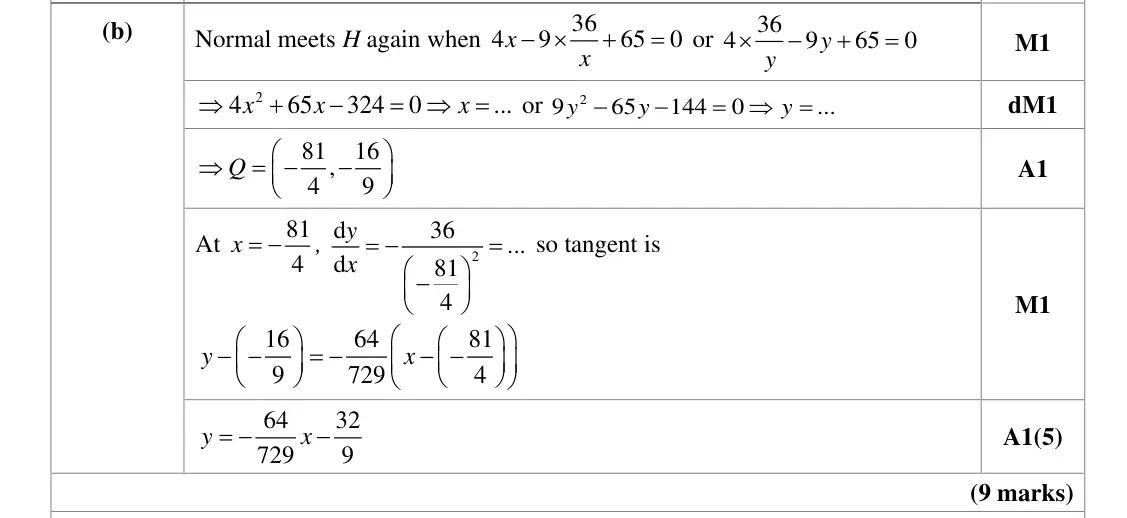 (b) Normal meets H again when 4x − 9 × 36/x + 65 = 0 or 4 × 36/y − 9y + 65 = 0 M1
⇒ 4x² + 65x − 324 = 0 ⇒ x = ... or 9y² − 65y − 144 = 0 ⇒ y = ... dM1
⇒ Q = (−81/4, −16/9) A1
At x = −81/4, dy/dx = −36/(−81/4)² = ... so tangent is
y − (−16/9) = −64/729 (x − (−81/4)) M1
y = −64/729 x − 32/9 A1(5)
(9 marks)